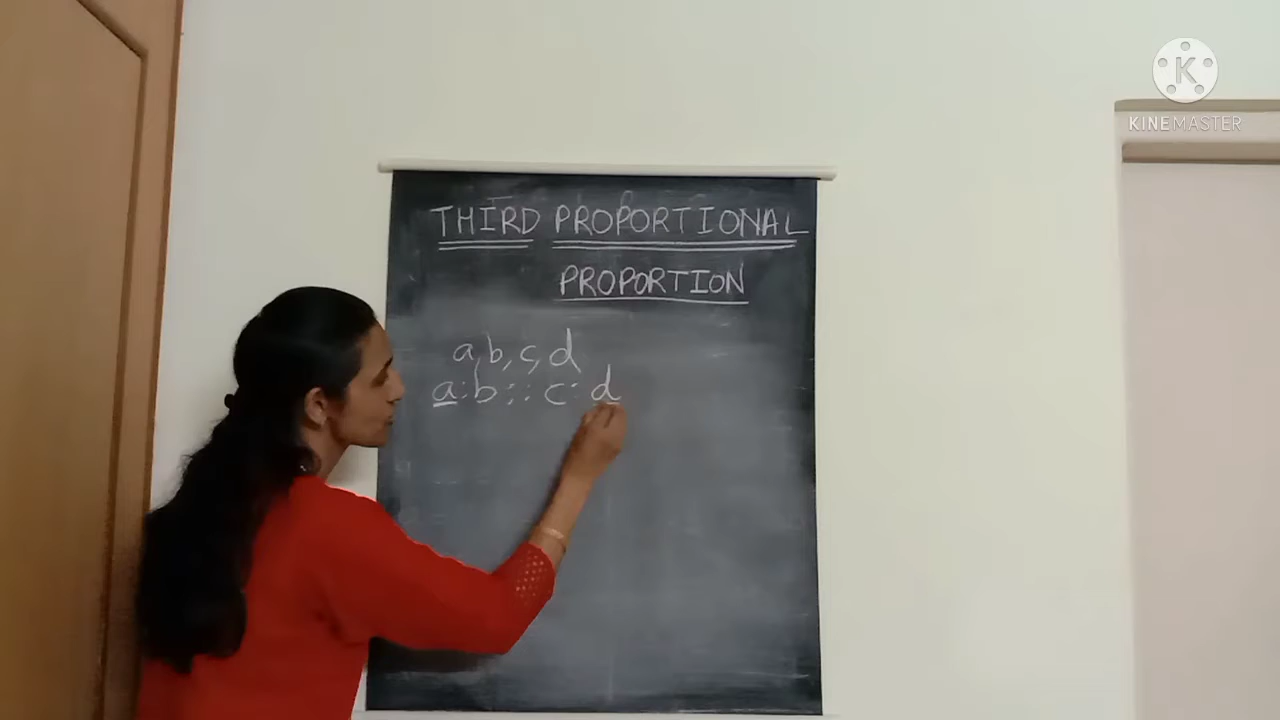 K
KINEMASTER
THIRD PROPORTIONAL
PROPORTION
a, b, c, d
a : b : : c : d